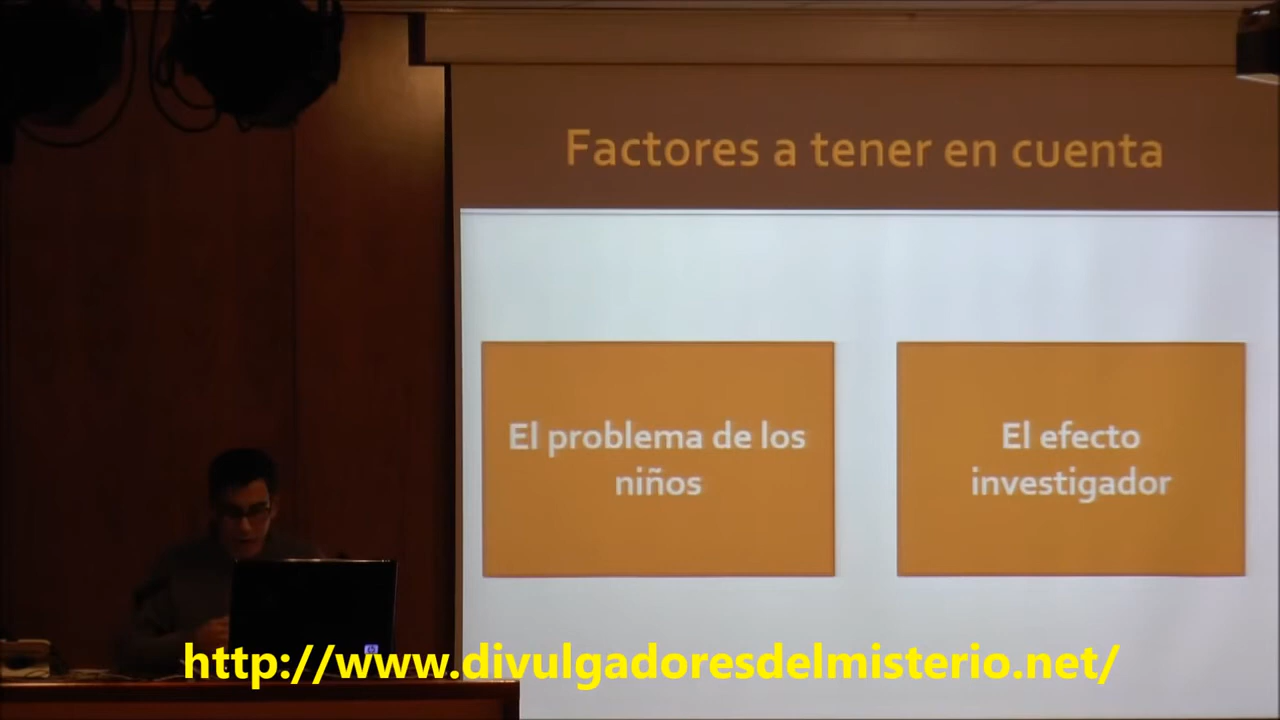 Factores a tener en cuenta
El problema de los
niños
El efecto
investigador
http://www.divulgadoresdelmisterio.net/